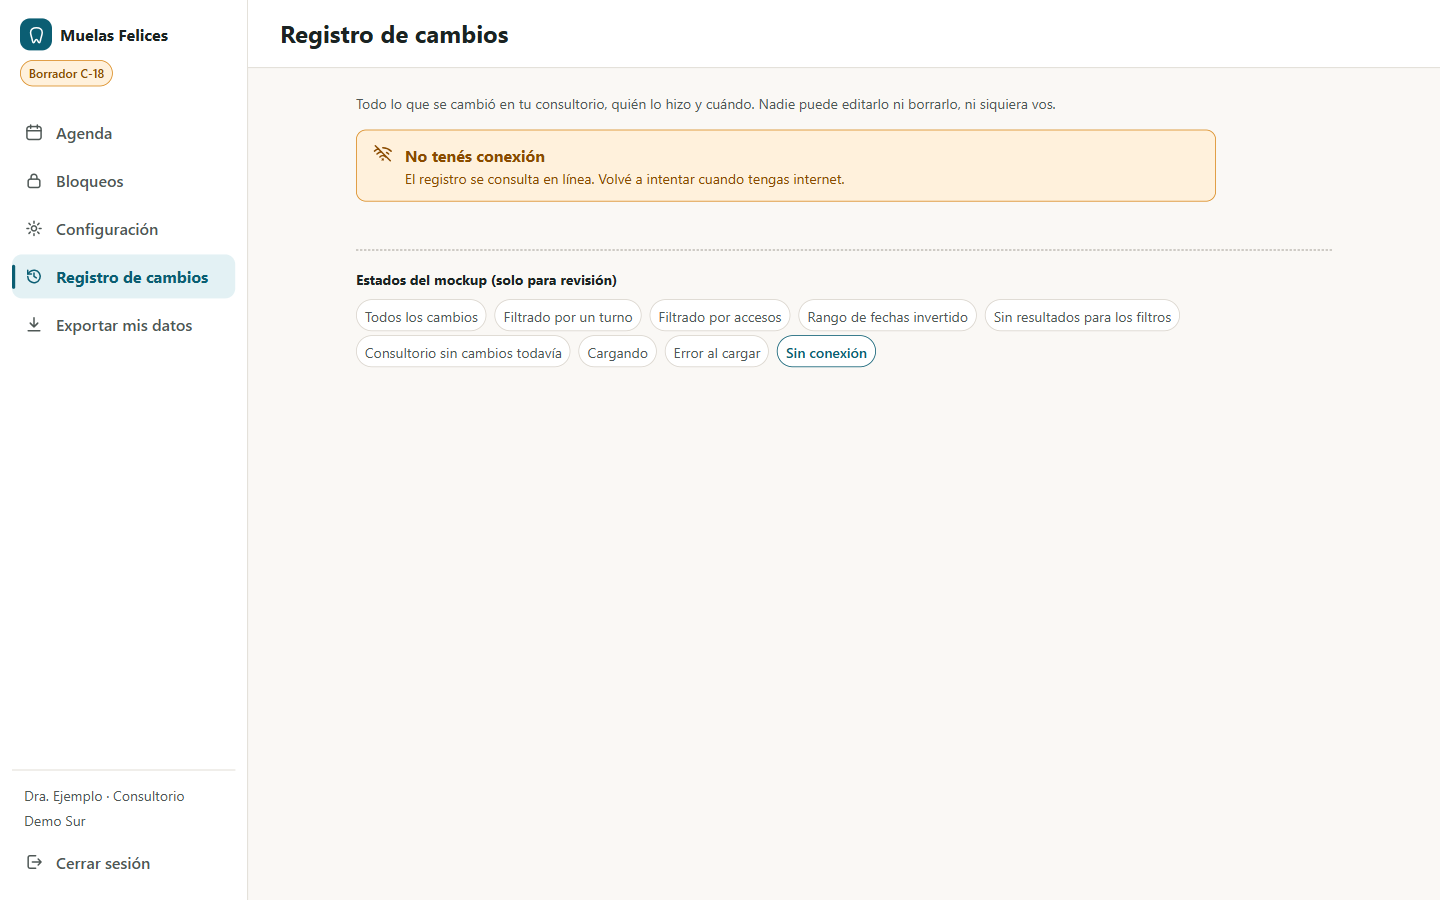 Muelas Felices
Borrador C-18
Agenda
Bloqueos
Configuración
Registro de cambios
Exportar mis datos
Dra. Ejemplo · Consultorio
Demo Sur
Cerrar sesión
Registro de cambios
Todo lo que se cambió en tu consultorio, quién lo hizo y cuándo. Nadie puede editarlo ni borrarlo, ni siquiera vos.
No tenés conexión
El registro se consulta en línea. Volvé a intentar cuando tengas internet.
Estados del mockup (solo para revisión)
Todos los cambios Filtrado por un turno Filtrado por accesos Rango de fechas invertido Sin resultados para los filtros
Consultorio sin cambios todavía Cargando Error al cargar Sin conexión